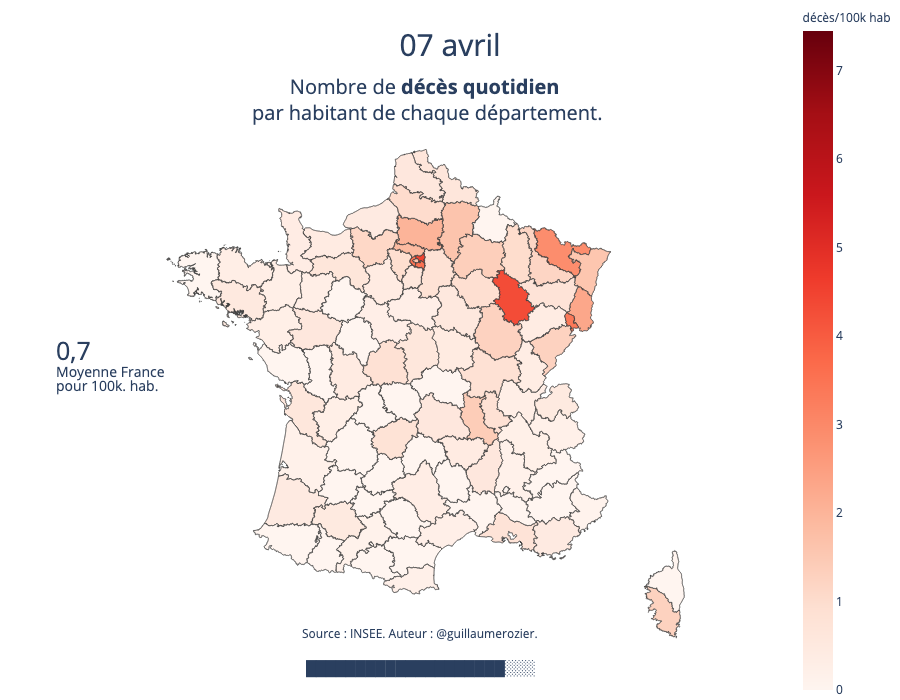 décès/100k hab
07 avril
Nombre de décès quotidien
par habitant de chaque département.
7
6
5
4
3
2
1
0
0,7
Moyenne France
pour 100k. hab.
Source : INSEE. Auteur : @guillaumerozier.